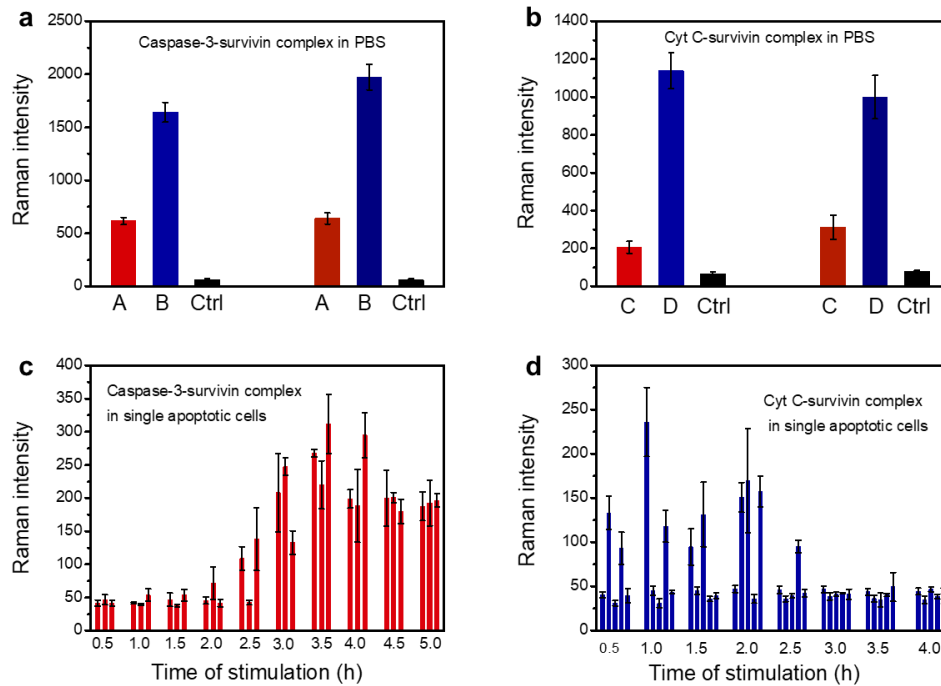 a
Caspase-3-survivin complex in PBS
Raman intensity
2500
2000
1500
1000
500
0
A B Ctrl A B Ctrl
b
Cyt C-survivin complex in PBS
Raman intensity
1400
1200
1000
800
600
400
200
0
C D Ctrl C D Ctrl
c
Caspase-3-survivin complex
in single apoptotic cells
Raman intensity
400
350
300
250
200
150
100
50
0
0.5 1.0 1.5 2.0 2.5 3.0 3.5 4.0 4.5 5.0
Time of stimulation (h)
d
Cyt C-survivin complex
in single apoptotic cells
Raman intensity
300
250
200
150
100
50
0
0.5 1.0 1.5 2.0 2.5 3.0 3.5 4.0
Time of stimulation (h)